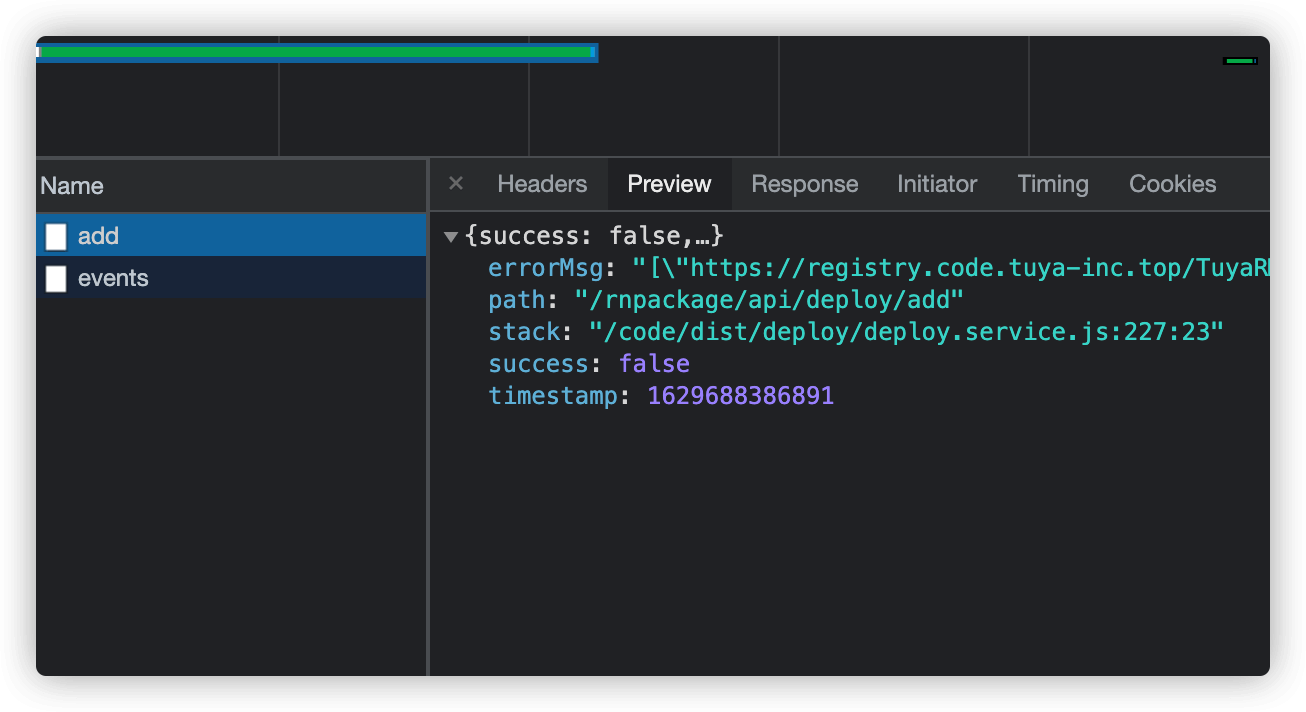 Name
add
events
× Headers Preview Response Initiator Timing Cookies
▼{success: false,…}
errorMsg: "[\"https://registry.code.tuya-inc.top/TuyaR
path: "/rnpackage/api/deploy/add"
stack: "/code/dist/deploy/deploy.service.js:227:23"
success: false
timestamp: 1629688386891